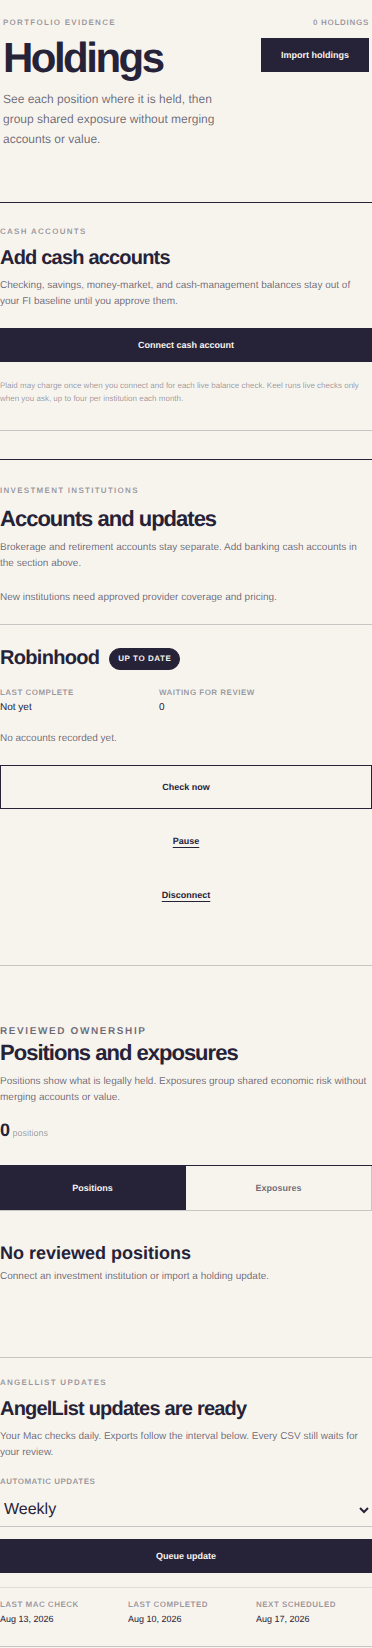 PORTFOLIO EVIDENCE
0 HOLDINGS
Holdings
Import holdings
See each position where it is held, then
group shared exposure without merging
accounts or value.
CASH ACCOUNTS
Add cash accounts
Checking, savings, money-market, and cash-management balances stay out of
your FI baseline until you approve them.
Connect cash account
Plaid may charge once when you connect and for each live balance check. Keel runs live checks only
when you ask, up to four per institution each month.
INVESTMENT INSTITUTIONS
Accounts and updates
Brokerage and retirement accounts stay separate. Add banking cash accounts in
the section above.
New institutions need approved provider coverage and pricing.
Robinhood
UP TO DATE
LAST COMPLETE
WAITING FOR REVIEW
Not yet
0
No accounts recorded yet.
Check now
Pause
Disconnect
REVIEWED OWNERSHIP
Positions and exposures
Positions show what is legally held. Exposures group shared economic risk without
merging accounts or value.
0 positions
Positions
Exposures
No reviewed positions
Connect an investment institution or import a holding update.
ANGELLIST UPDATES
AngelList updates are ready
Your Mac checks daily. Exports follow the interval below. Every CSV still waits for
your review.
AUTOMATIC UPDATES
Weekly
Queue update
LAST MAC CHECK
LAST COMPLETED
NEXT SCHEDULED
Aug 13, 2026
Aug 10, 2026
Aug 17, 2026